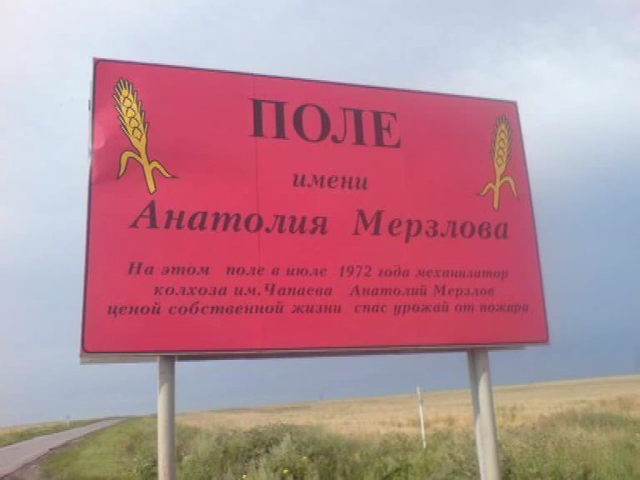 ПОЛЕ
имени
Анатолия Мерзлова
На этом поле в июле 1972 года механизатор
колхоза им.Чапаева Анатолий Мерзлов
ценой собственной жизни спас урожай от пожара